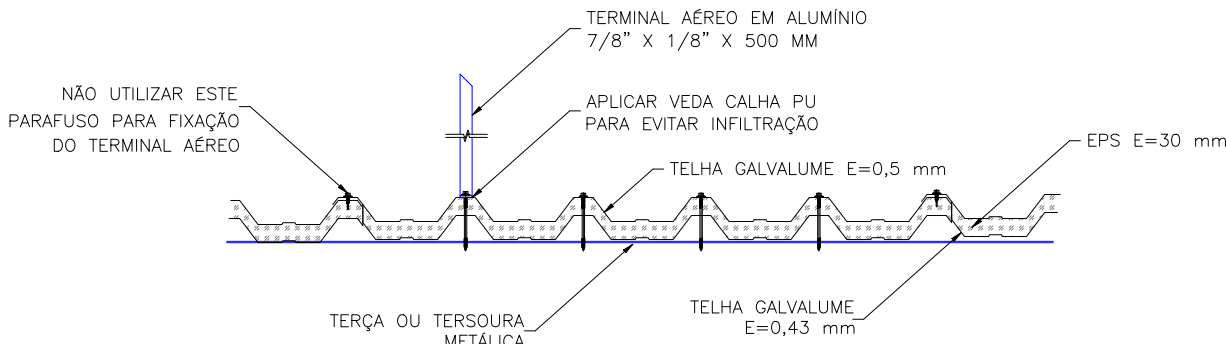 TERMINAL AÉREO EM ALUMÍNIO
7/8” X 1/8” X 500 MM
NÃO UTILIZAR ESTE
PARAFUSO PARA FIXAÇÃO
DO TERMINAL AÉREO
APLICAR VEDA CALHA PU
PARA EVITAR INFILTRAÇÃO
EPS E=30 mm
TELHA GALVALUME E=0,5 mm
TELHA GALVALUME
E=0,43 mm
TERÇA OU TERSOURA
METÁLICA